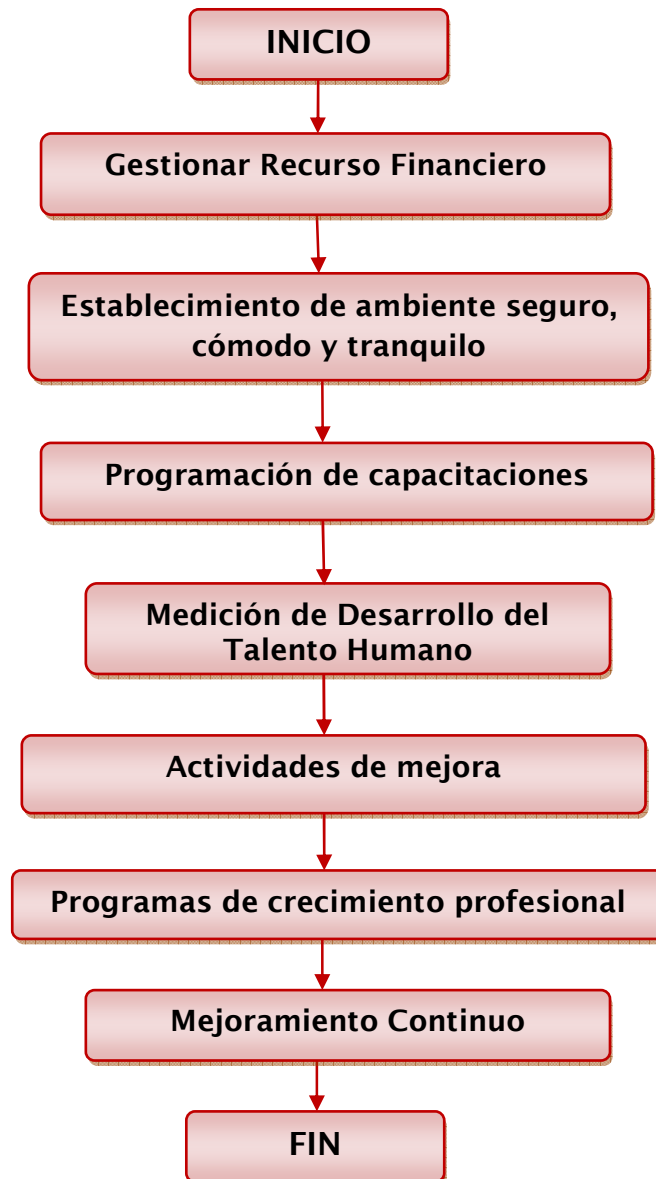 INICIO
Gestionar Recurso Financiero
Establecimiento de ambiente seguro,
cómodo y tranquilo
Programación de capacitaciones
Medición de Desarrollo del
Talento Humano
Actividades de mejora
Programas de crecimiento profesional
Mejoramiento Continuo
FIN